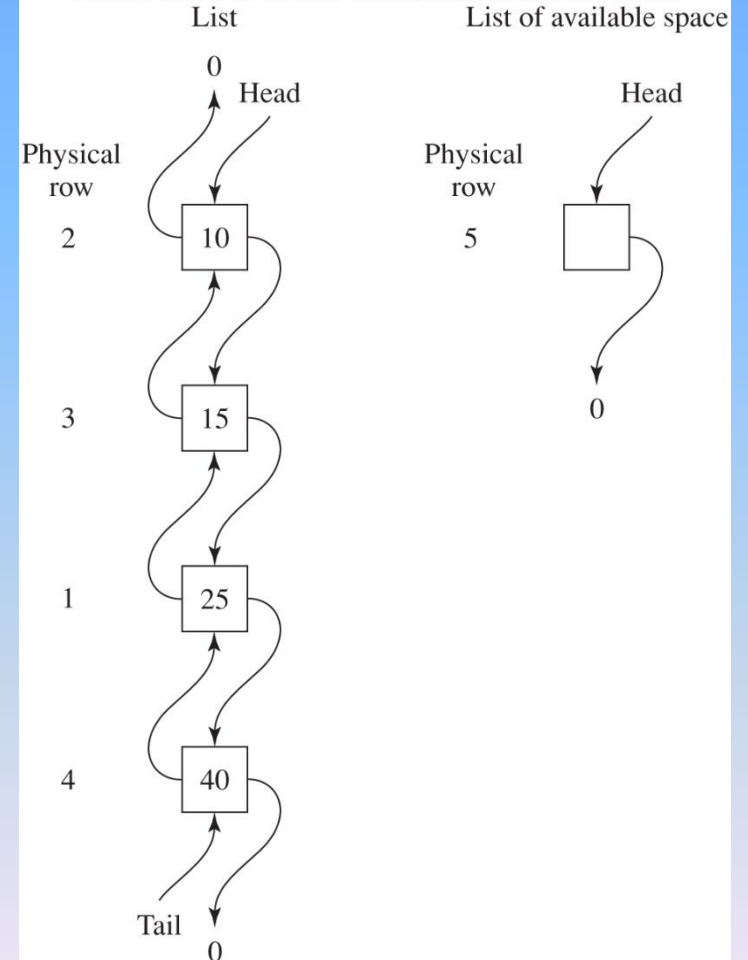 List
0
Head
Physical
row
2
10
3
15
1
25
4
40
Tail
0
List of available space
Head
Physical
row
5
0